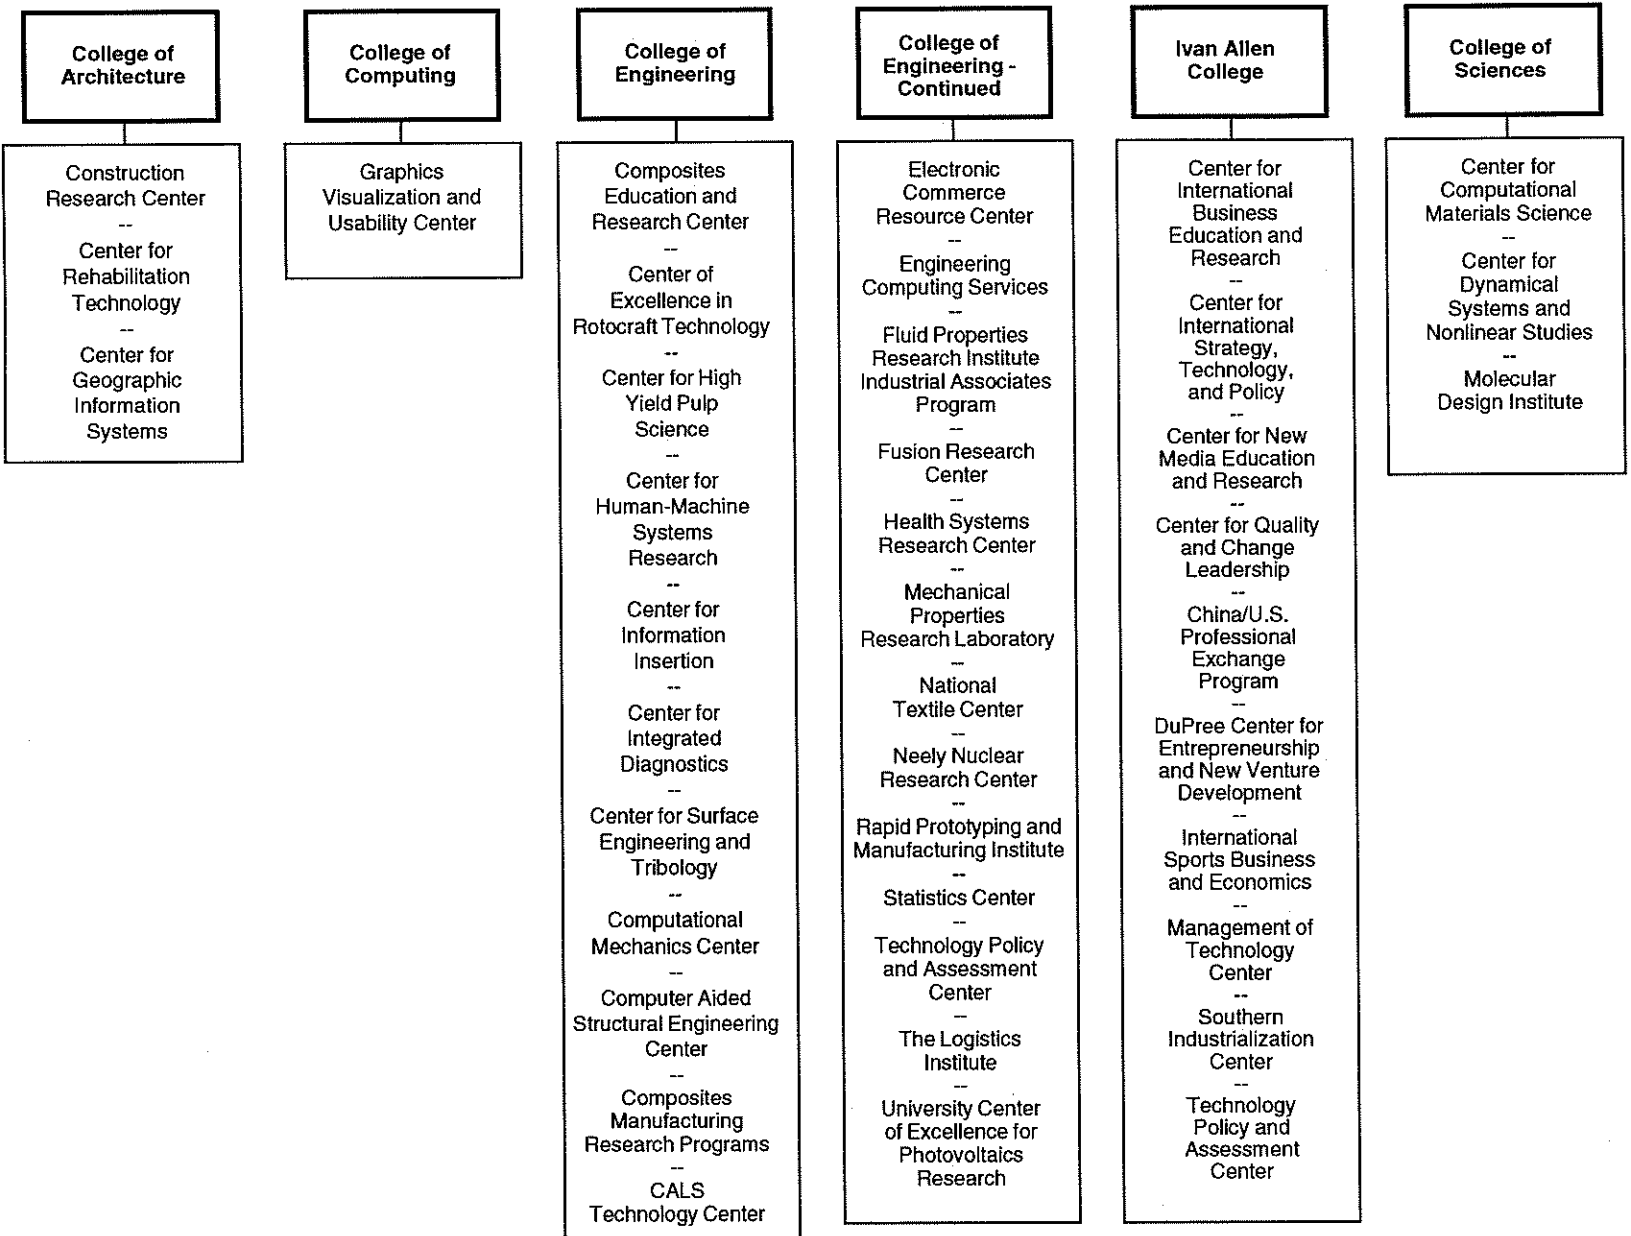 College of
Architecture
Construction
Research Center
--
Center for
Rehabilitation
Technology
--
Center for
Geographic
Information
Systems
College of
Computing
Graphics
Visualization and
Usability Center
College of
Engineering
Composites
Education and
Research Center
--
Center of
Excellence in
Rotocraft Technology
--
Center for High
Yield Pulp
Science
--
Center for
Human-Machine
Systems
Research
--
Center for
Information
Insertion
--
Center for
Integrated
Diagnostics
--
Center for Surface
Engineering and
Tribology
--
Computational
Mechanics Center
--
Computer Aided
Structural Engineering
Center
--
Composites
Manufacturing
Research Programs
--
CALS
Technology Center
College of
Engineering -
Continued
Electronic
Commerce
Resource Center
--
Engineering
Computing Services
--
Fluid Properties
Research Institute
Industrial Associates
Program
--
Fusion Research
Center
--
Health Systems
Research Center
--
Mechanical
Properties
Research Laboratory
--
National
Textile Center
--
Neely Nuclear
Research Center
--
Rapid Prototyping and
Manufacturing Institute
--
Statistics Center
--
Technology Policy
and Assessment
Center
--
The Logistics
Institute
--
University Center
of Excellence for
Photovoltaics
Research
Ivan Allen
College
Center for
International
Business
Education and
Research
--
Center for
International
Strategy,
Technology,
and Policy
--
Center for New
Media Education
and Research
--
Center for Quality
and Change
Leadership
--
China/U.S.
Professional
Exchange
Program
--
DuPree Center for
Entrepreneurship
and New Venture
Development
--
International
Sports Business
and Economics
--
Management of
Technology
Center
--
Southern
Industrialization
Center
--
Technology
Policy and
Assessment
Center
College of
Sciences
Center for
Computational
Materials Science
--
Center for
Dynamical
Systems and
Nonlinear Studies
--
Molecular
Design Institute